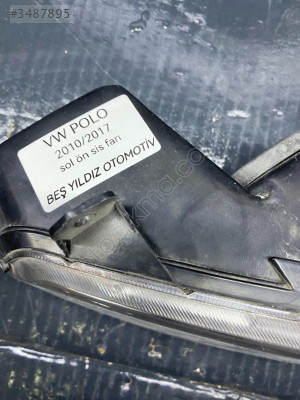 #3487895
VW POLO
2010/2017
sol ön sis farı
BEŞ YILDIZ OTOMOTİV